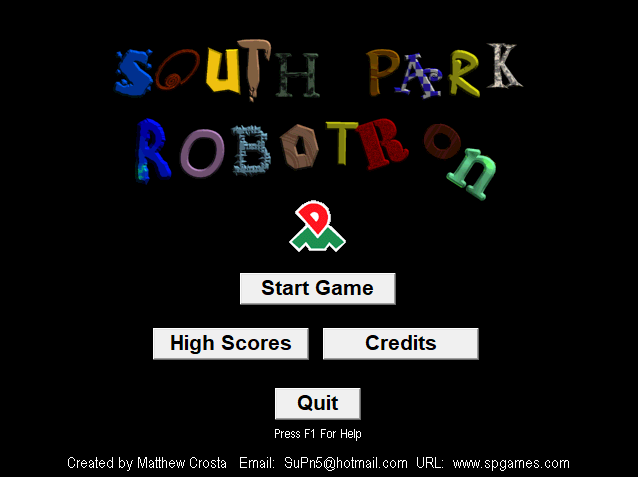 SOUTH PARK
ROBOTRON
Start Game
High Scores Credits
Quit
Press F1 For Help
Created by Matthew Crosta Email: SuPn5@hotmail.com URL: www.spgames.com